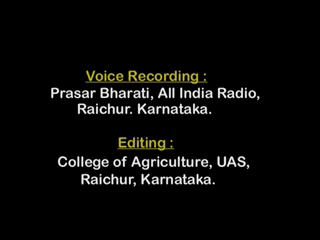 Voice Recording :
Prasar Bharati, All India Radio,
Raichur. Karnataka.
Editing :
College of Agriculture, UAS,
Raichur, Karnataka.